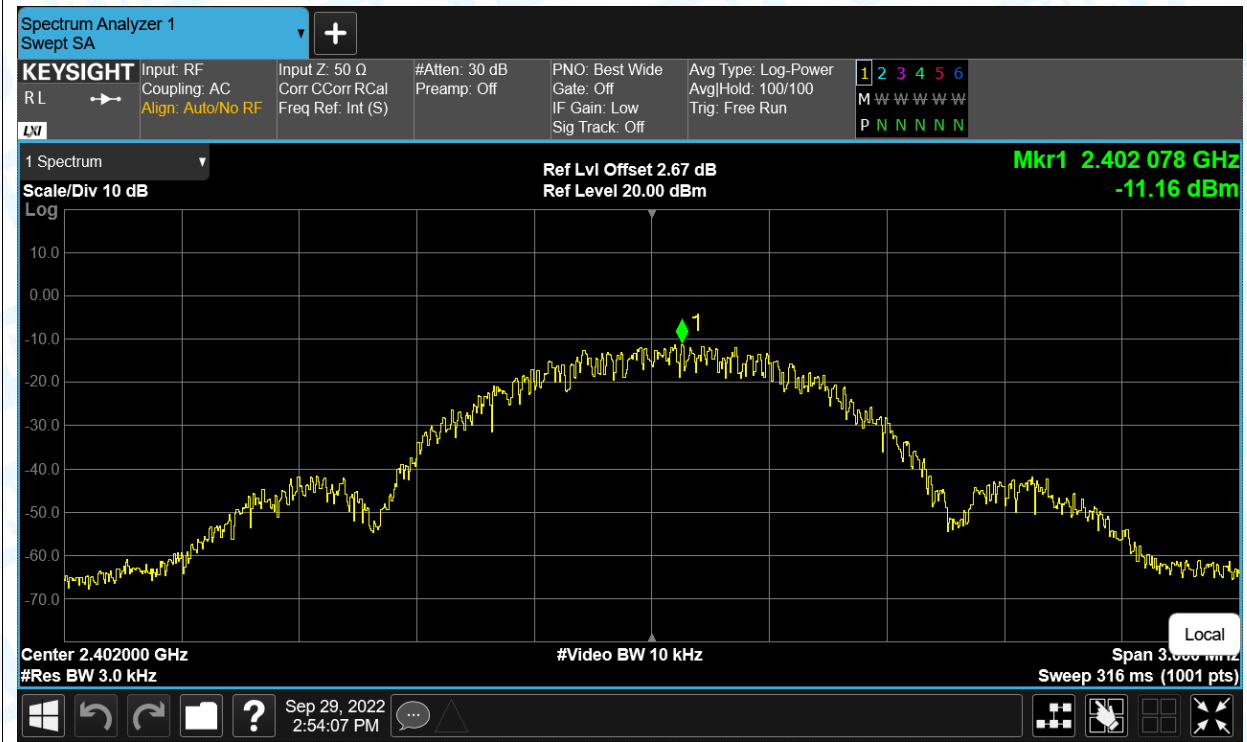 Spectrum Analyzer 1
Swept SA
KEYSIGHT
R L
LXI
Input: RF
Coupling: AC
Align: Auto/No RF
Input Z: 50 Ω
Corr CCorr RCal
Freq Ref: Int (S)
#Atten: 30 dB
Preamp: Off
PNO: Best Wide
Gate: Off
IF Gain: Low
Sig Track: Off
Avg Type: Log-Power
Avg|Hold: 100/100
Trig: Free Run
1 2 3 4 5 6
M W W W W W W
P N N N N N N
1 Spectrum
Scale/Div 10 dB
Log
Ref Lvl Offset 2.67 dB
Ref Level 20.00 dBm
Mkr1 2.402 078 GHz
-11.16 dBm
10.0
0.00
1
-10.0
-20.0
-30.0
-40.0
-50.0
-60.0
-70.0
Local
Center 2.402000 GHz
#Video BW 10 kHz
Span
#Res BW 3.0 kHz
Sweep 316 ms (1001 pts)
?
Sep 29, 2022
2:54:07 PM